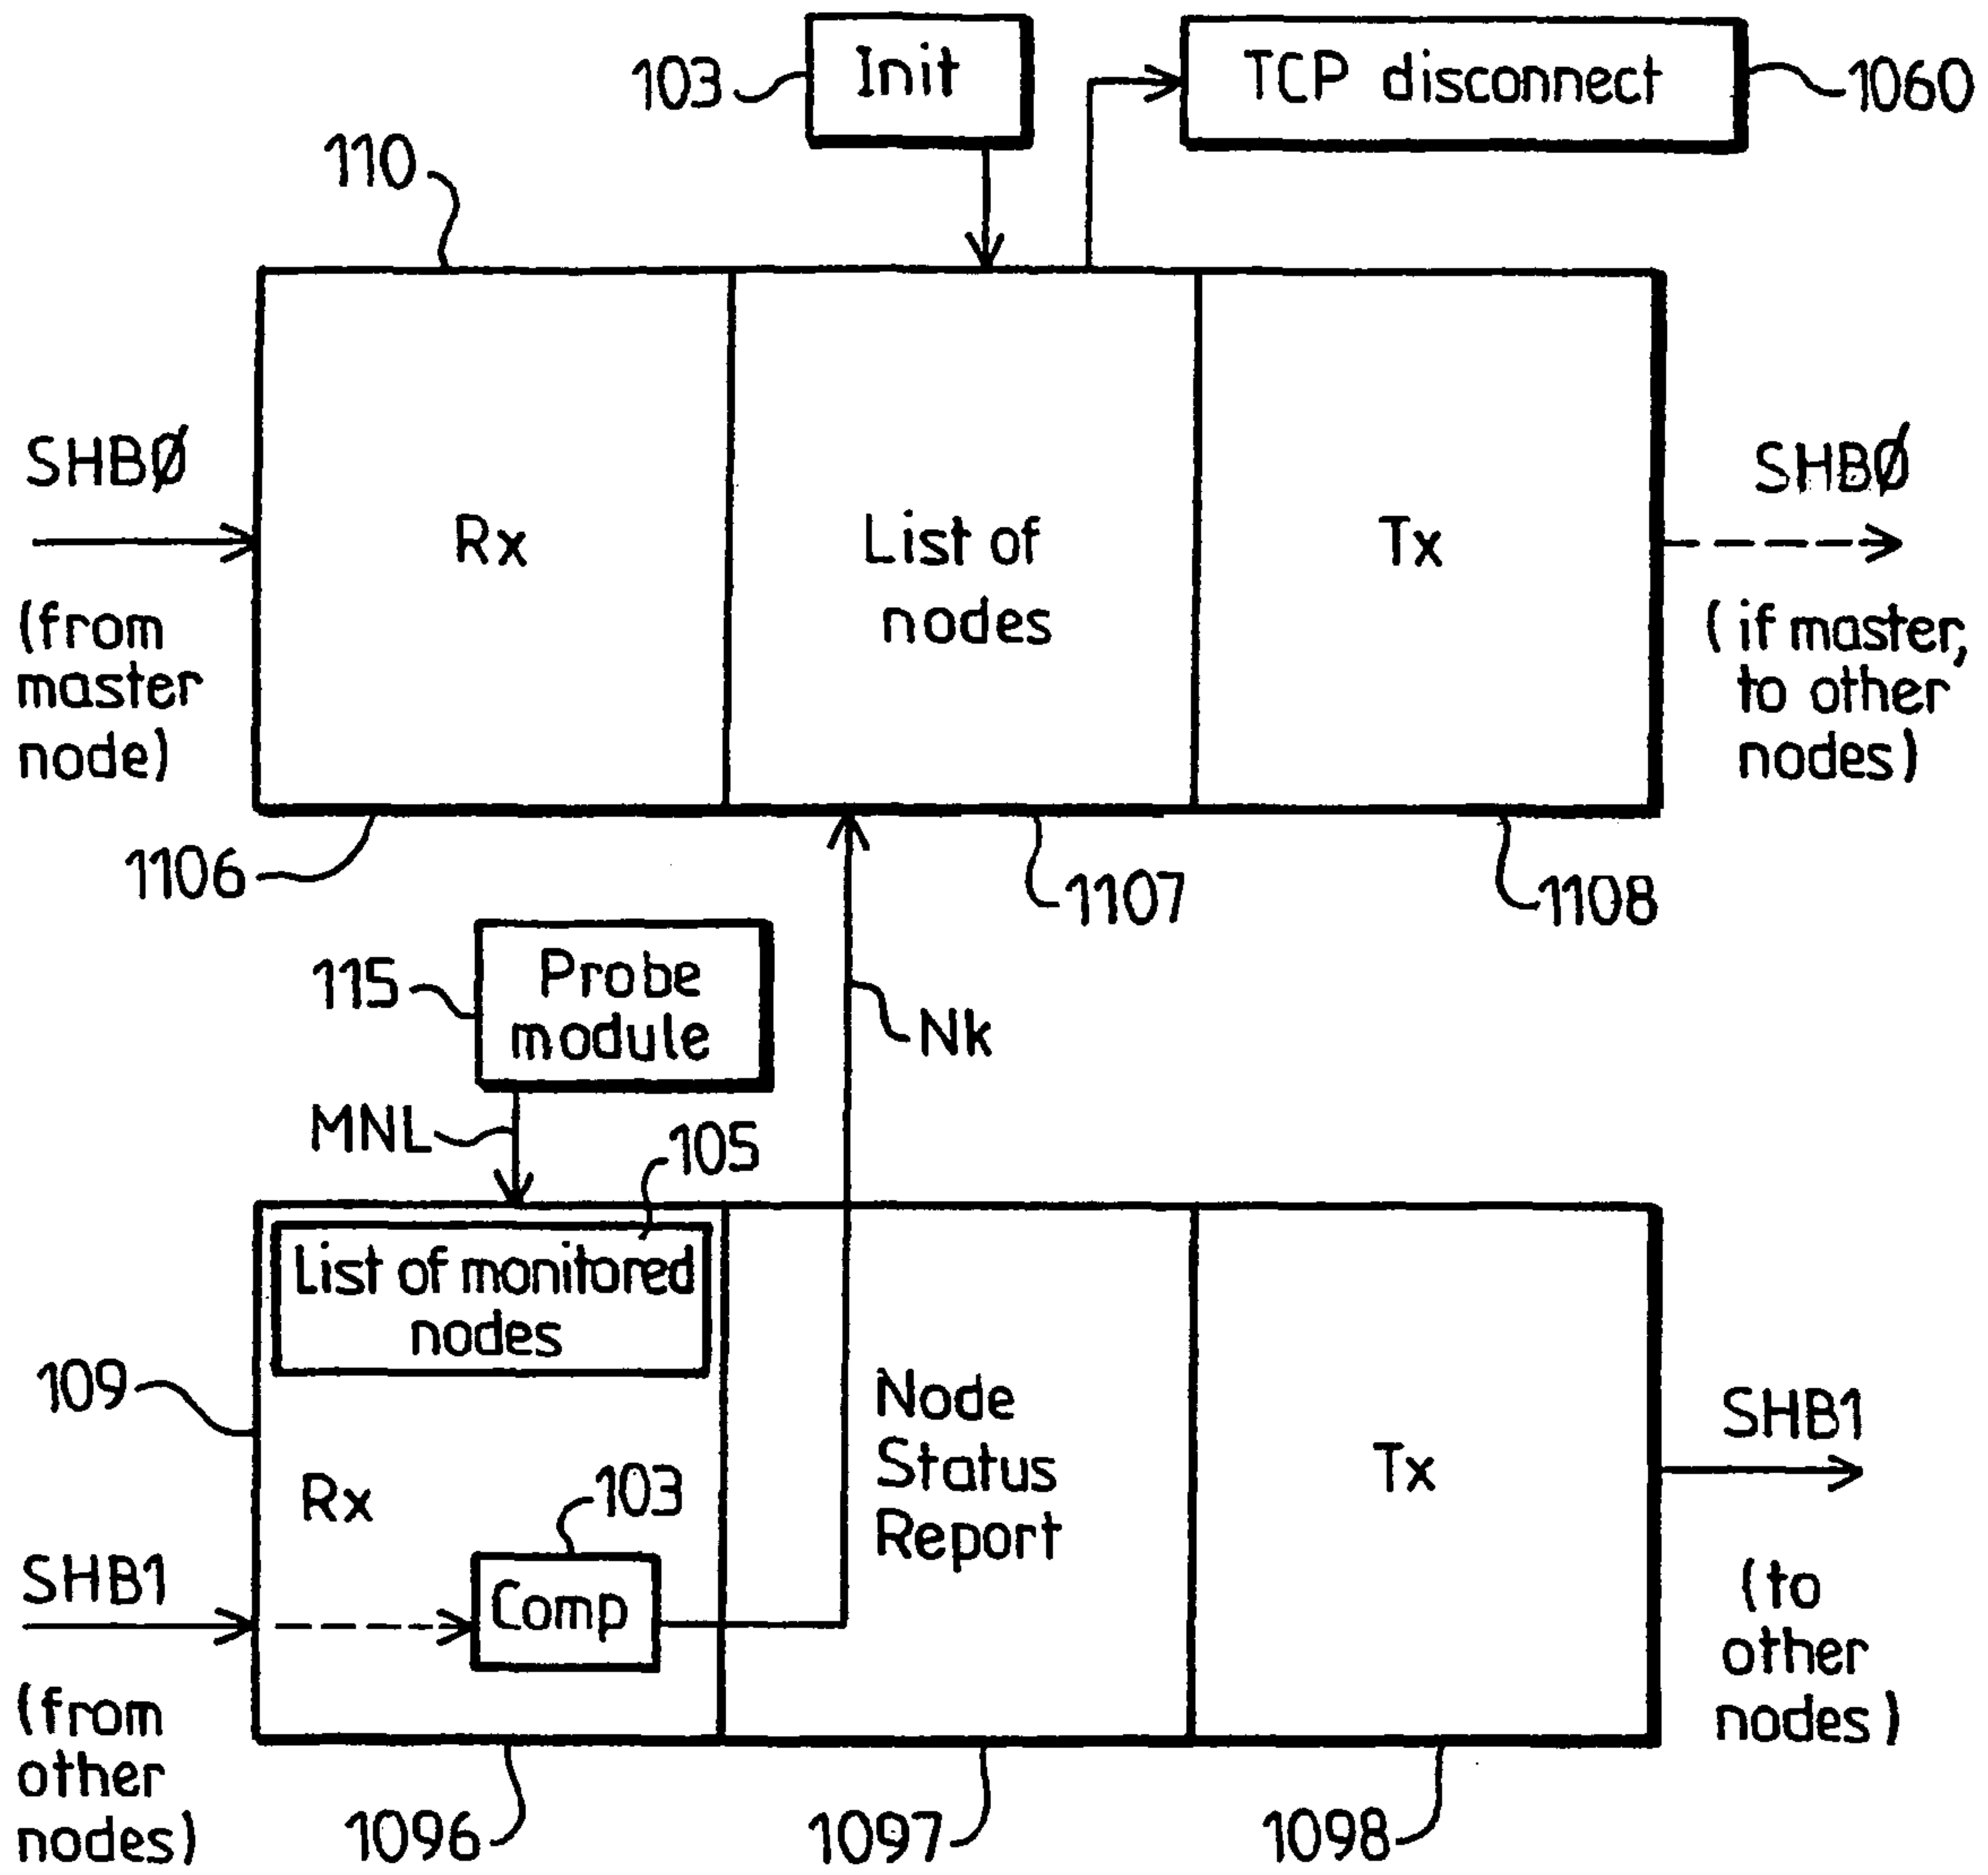 103
Init
TCP disconnect
1060
110
SHBØ
(from
master
node)
Rx
List of
nodes
Tx
SHBØ
(if master,
to other
nodes)
1106
1107
1108
115
Probe
module
Nk
MNL
105
List of monitored
nodes
109
Rx
103
Comp
SHB1
(from
other
nodes)
Node
Status
Report
Tx
SHB1
(to
other
nodes)
1096
1097
1098